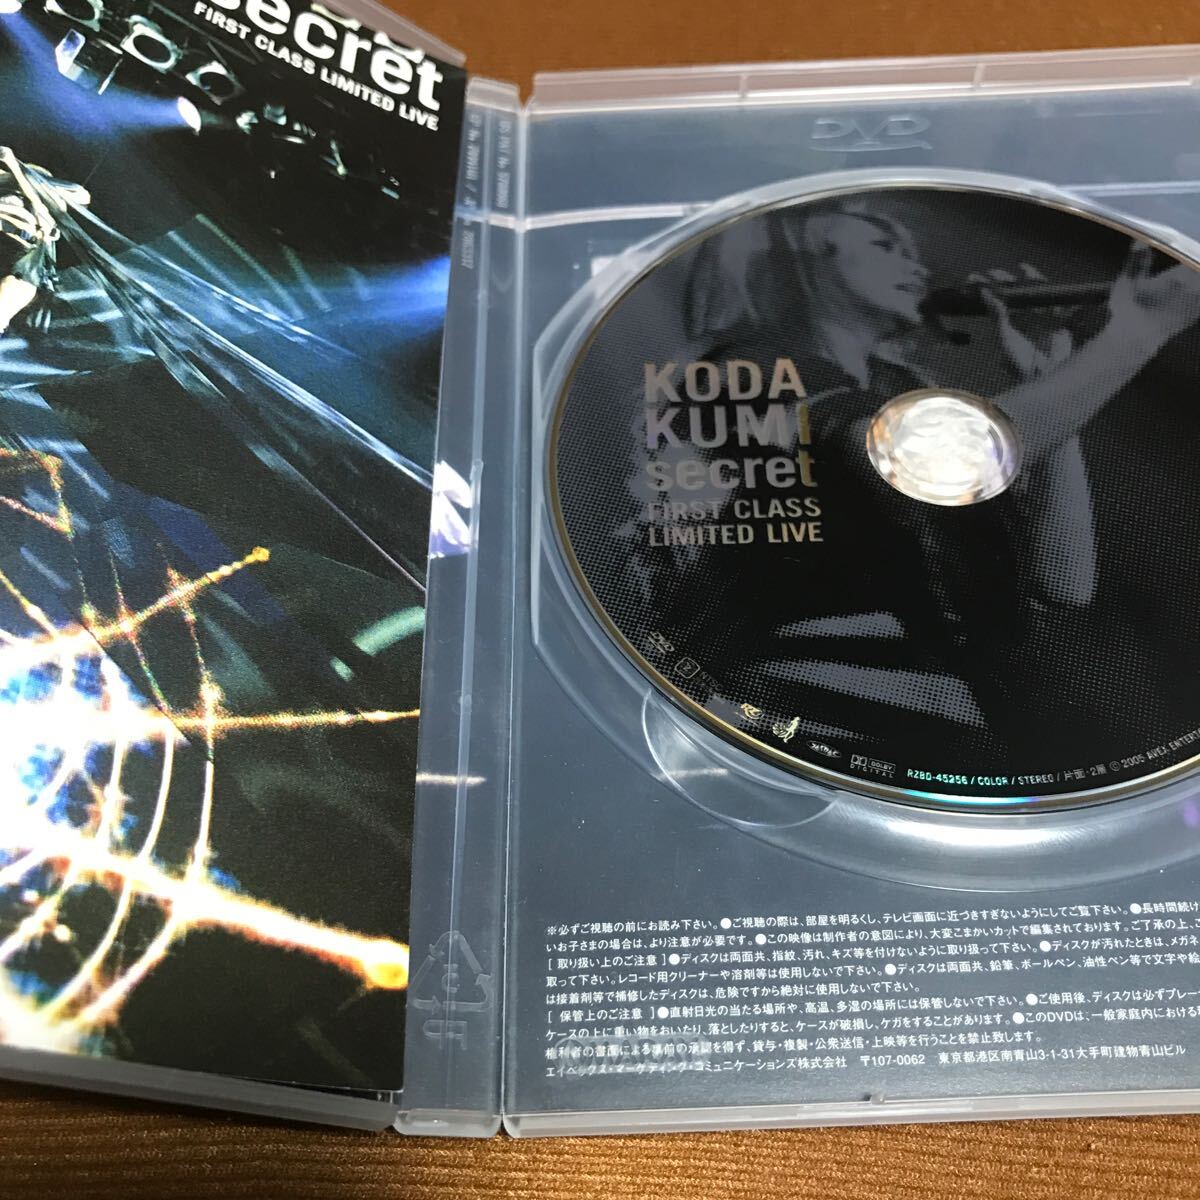 secret
FIRST CLASS LIMITED LIVE
DVD
KODA
KUMI
secret
FIRST CLASS
LIMITED LIVE
DVD
2
DOLBY
DIGITAL
RZBD-45256 / COLOR / STEREO / 片面・2層 Ⓒ 2005 AVEX
※必ずご視聴の前にお読み下さい。●ご視聴の際は、部屋を明るくし、テレビ画面に近づきすぎないようにしてご覧下さい。●長時間続け
いお子さまの場合は、より注意が必要です。●この映像は制作者の意図により、大変こまかいカットで編集されております。ご了承の上、ご
[ 取り扱い上のご注意 ]●ディスクは両面共、指紋、汚れ、キズ等を付けないように取り扱って下さい。●ディスクが汚れたときは、メガネ
取って下さい。レコード用クリーナーや溶剤等は使用しないで下さい。●ディスクは両面共、鉛筆、ボールペン、油性ペン等で文字や絵
は接着剤等で補修したディスクは、危険ですから絶対に使用しないで下さい。
[ 保管上のご注意 ]●直射日光の当たる場所や、高温、多湿の場所には保管しないで下さい。●ご使用後、ディスクは必ずプレー
ケースの上に重い物をおいたり、落としたりすると、ケースが破損し、ケガをすることがあります。●このDVDは、一般家庭内における
権利者の書面による事前の承認を得ず、貸与・複製・公衆送信・上映等を行うことを禁止致します。
エイベックス・マーケティング・コミュニケーションズ株式会社 〒107-0062 東京都港区南青山3-1-31大手町建物青山ビル